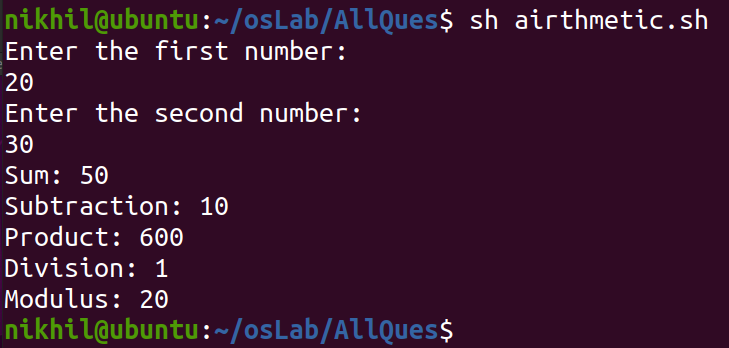 nikhil@ubuntu:~/osLab/AllQues$ sh airthmetic.sh
Enter the first number:
20
Enter the second number:
30
Sum: 50
Subtraction: 10
Product: 600
Division: 1
Modulus: 20
nikhil@ubuntu:~/osLab/AllQues$